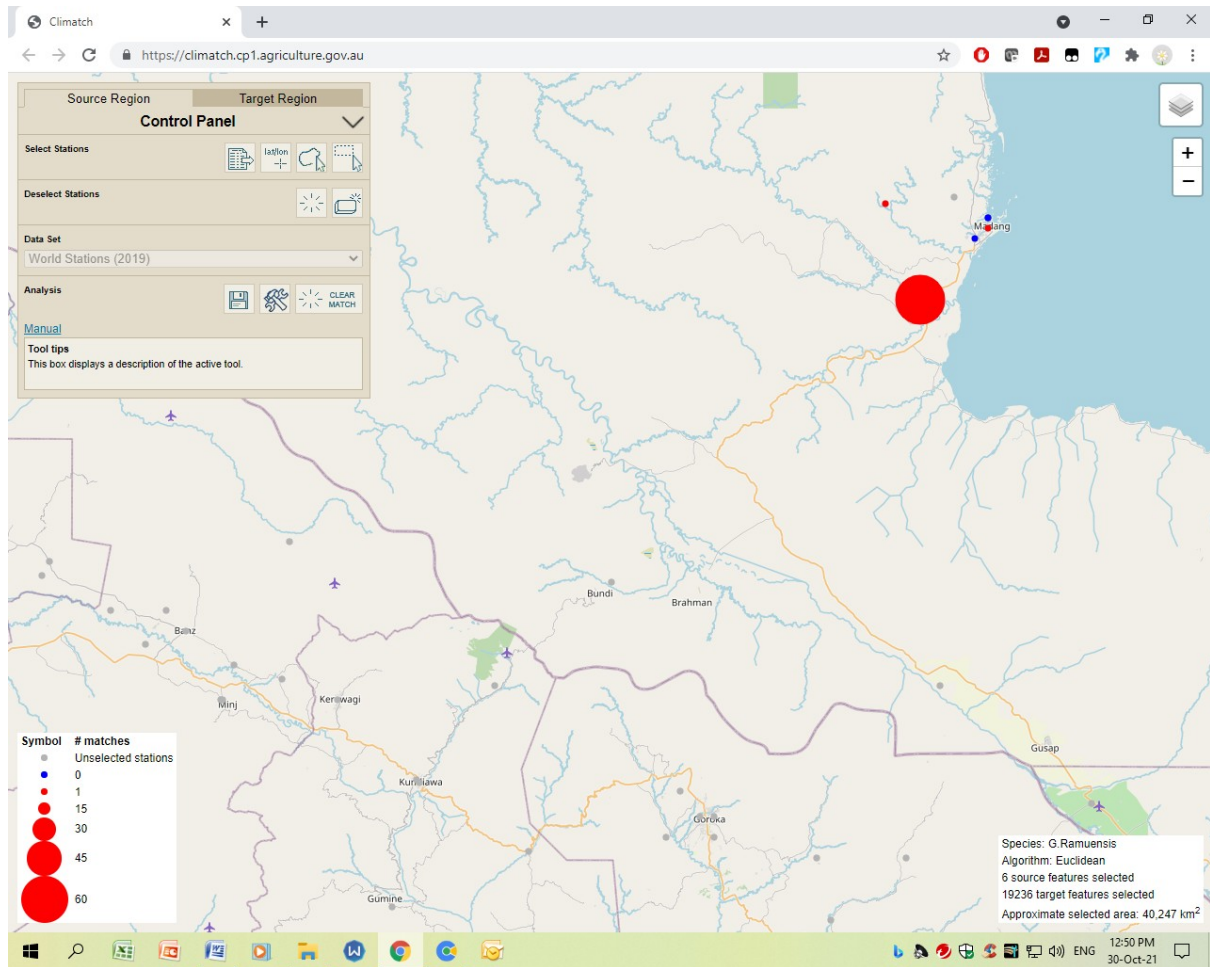 Climatch
https://climatch.cp1.agriculture.gov.au
Source Region
Target Region
Control Panel
Select Stations
lat/lon
Deselect Stations
Data Set
World Stations (2019)
Analysis
CLEAR
MATCH
Manual
Tool tips
This box displays a description of the active tool.
+
−
Madang
Bundi
Brahman
Banz
Kerowagi
Minj
Gusap
Kundiawa
Goroka
Gumine
Symbol # matches
Unselected stations
0
1
15
30
45
60
Species: G.Ramuensis
Algorithm: Euclidean
6 source features selected
19236 target features selected
Approximate selected area: 40,247 km²
ENG
12:50 PM
30-Oct-21